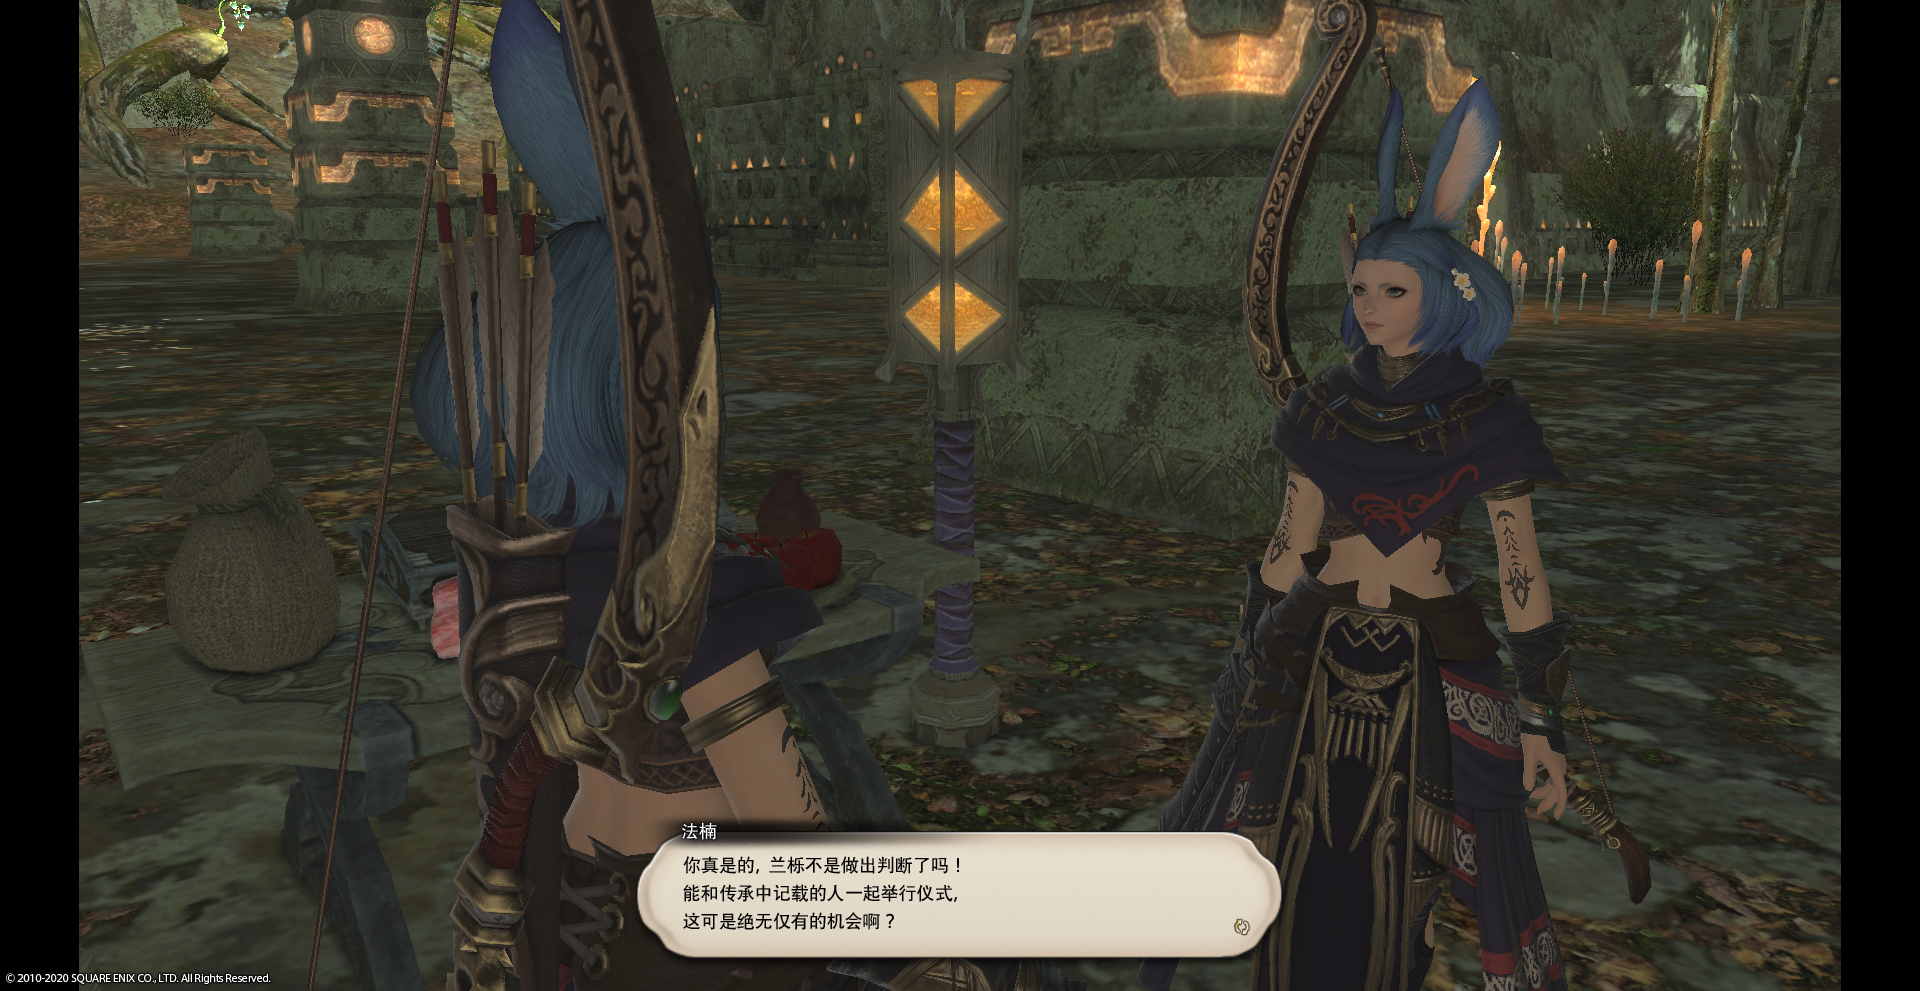 法楠
你真是的，兰栎不是做出判断了吗！
能和传承中记载的人一起举行仪式，
这可是绝无仅有的机会啊？
© 2010-2020 SQUARE ENIX CO., LTD. All Rights Reserved.